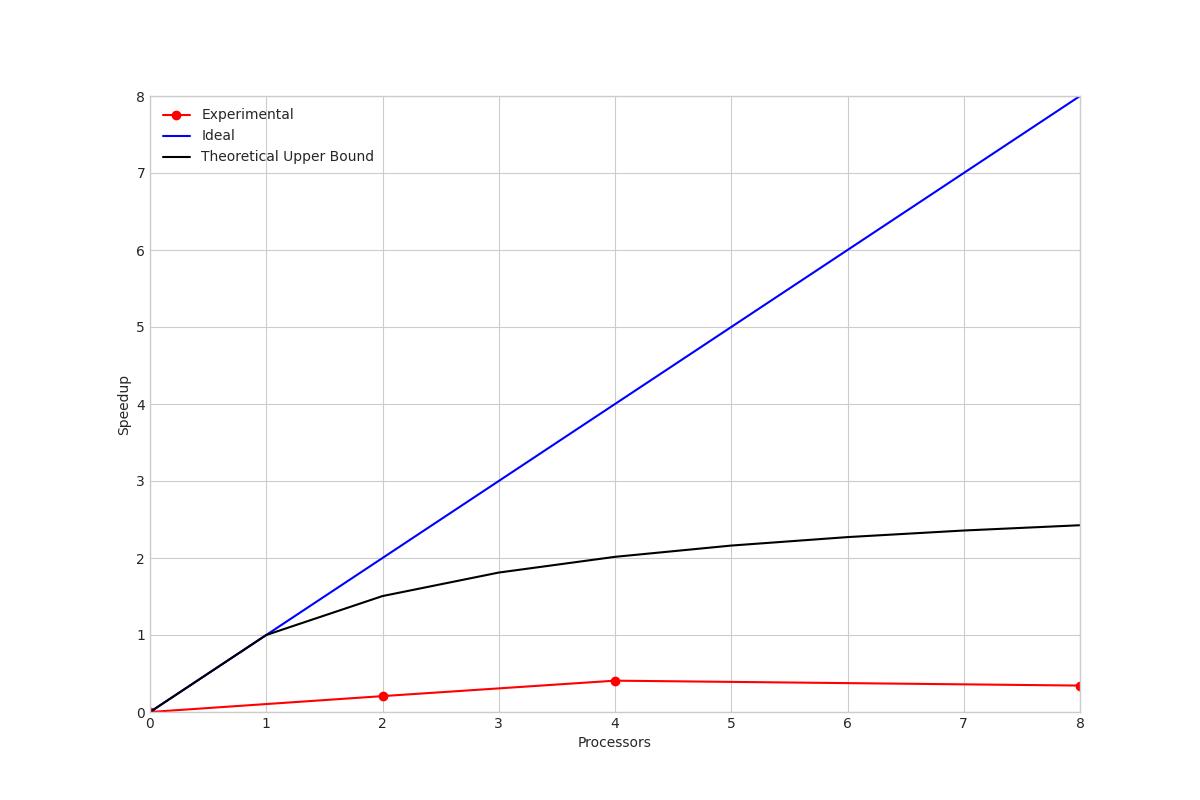 8
Experimental
Ideal
Theoretical Upper Bound
7
6
5
4
3
2
1
0
Speedup
0 1 2 3 4 5 6 7 8
Processors